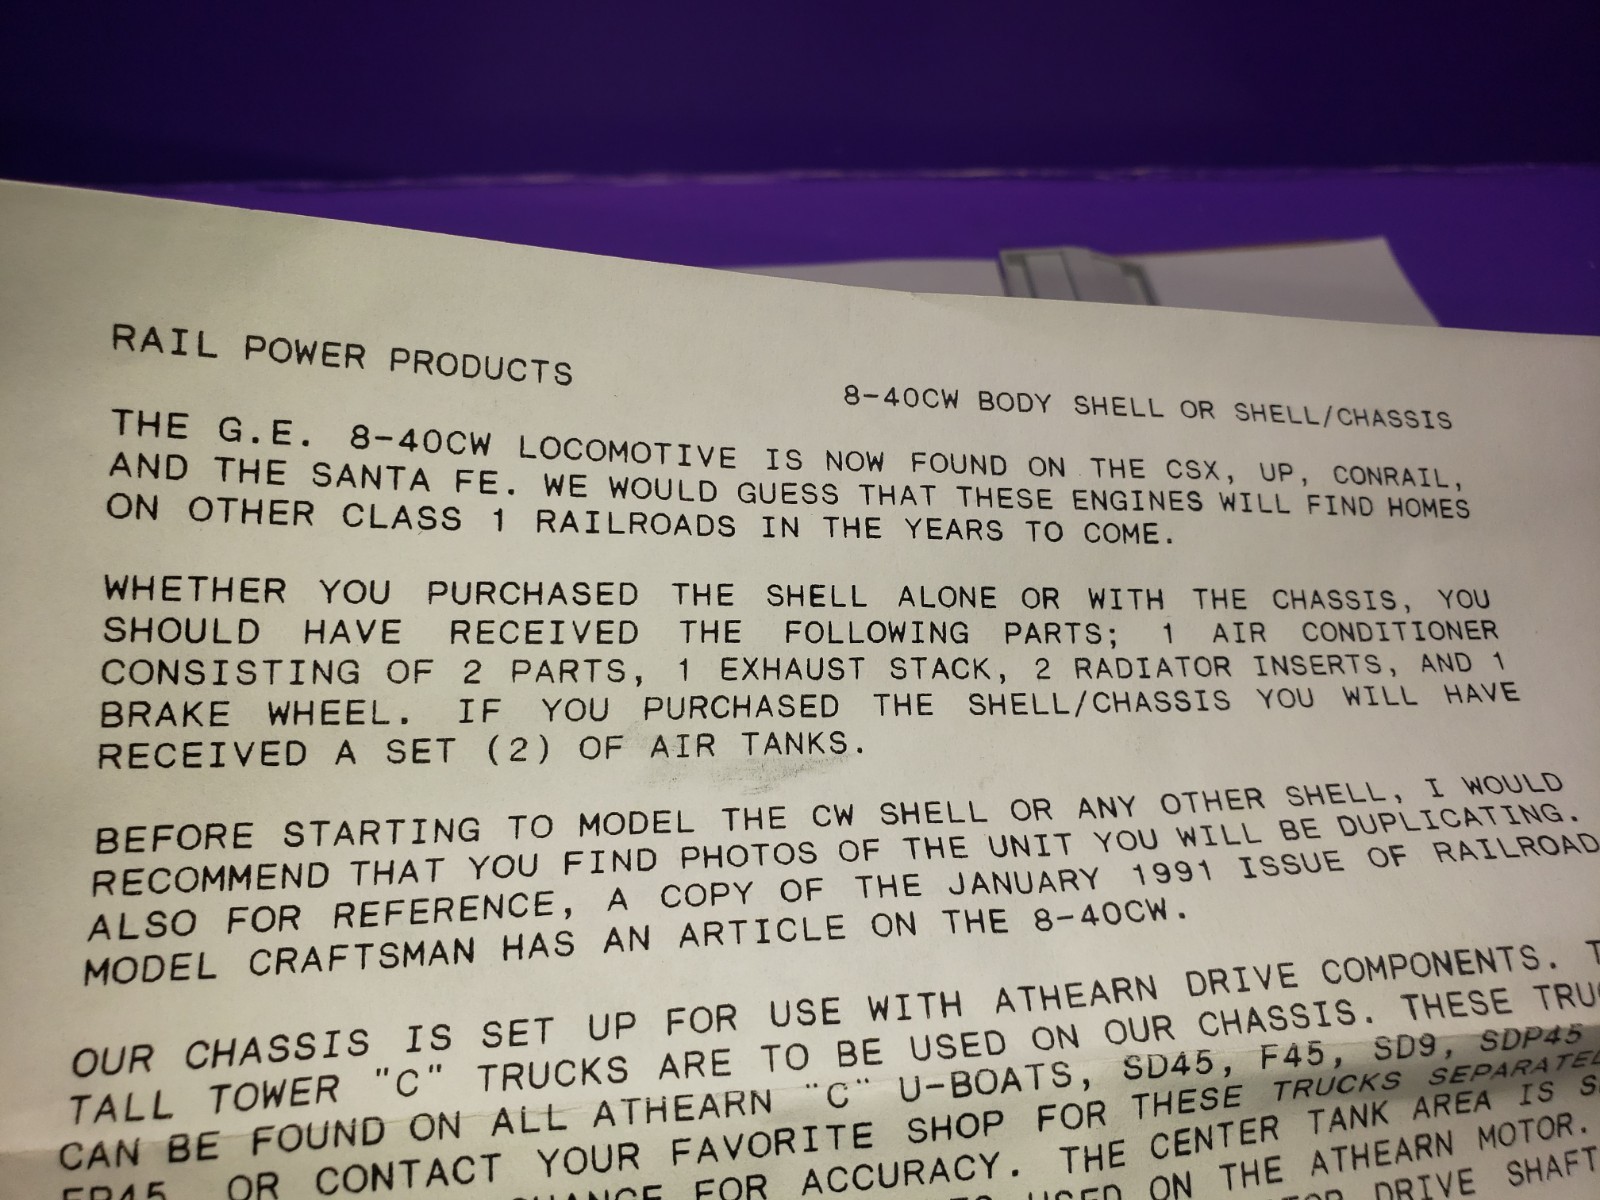 RAIL POWER PRODUCTS
8-40CW BODY SHELL OR SHELL/CHASSIS
THE G.E. 8-40CW LOCOMOTIVE IS NOW FOUND ON THE CSX, UP, CONRAIL,
AND THE SANTA FE. WE WOULD GUESS THAT THESE ENGINES WILL FIND HOMES
ON OTHER CLASS 1 RAILROADS IN THE YEARS TO COME.
WHETHER YOU PURCHASED THE SHELL ALONE OR WITH THE CHASSIS, YOU
SHOULD HAVE RECEIVED THE FOLLOWING PARTS; 1 AIR CONDITIONER
CONSISTING OF 2 PARTS, 1 EXHAUST STACK, 2 RADIATOR INSERTS, AND 1
BRAKE WHEEL. IF YOU PURCHASED THE SHELL/CHASSIS YOU WILL HAVE
RECEIVED A SET (2) OF AIR TANKS.
BEFORE STARTING TO MODEL THE CW SHELL OR ANY OTHER SHELL, I WOULD
RECOMMEND THAT YOU FIND PHOTOS OF THE UNIT YOU WILL BE DUPLICATING.
ALSO FOR REFERENCE, A COPY OF THE JANUARY 1991 ISSUE OF RAILROAD
MODEL CRAFTSMAN HAS AN ARTICLE ON THE 8-40CW.
OUR CHASSIS IS SET UP FOR USE WITH ATHEARN DRIVE COMPONENTS.
TALL TOWER "C" TRUCKS ARE TO BE USED ON OUR CHASSIS. THESE
CAN BE FOUND ON ALL ATHEARN "C" U-BOATS, SD45, F45, SD9, SDP45
OR CONTACT YOUR FAVORITE SHOP FOR THESE TRUCKS
FOR ACCURACY. THE CENTER TANK AREA IS
ON THE ATHEARN MOTOR.
DRIVE